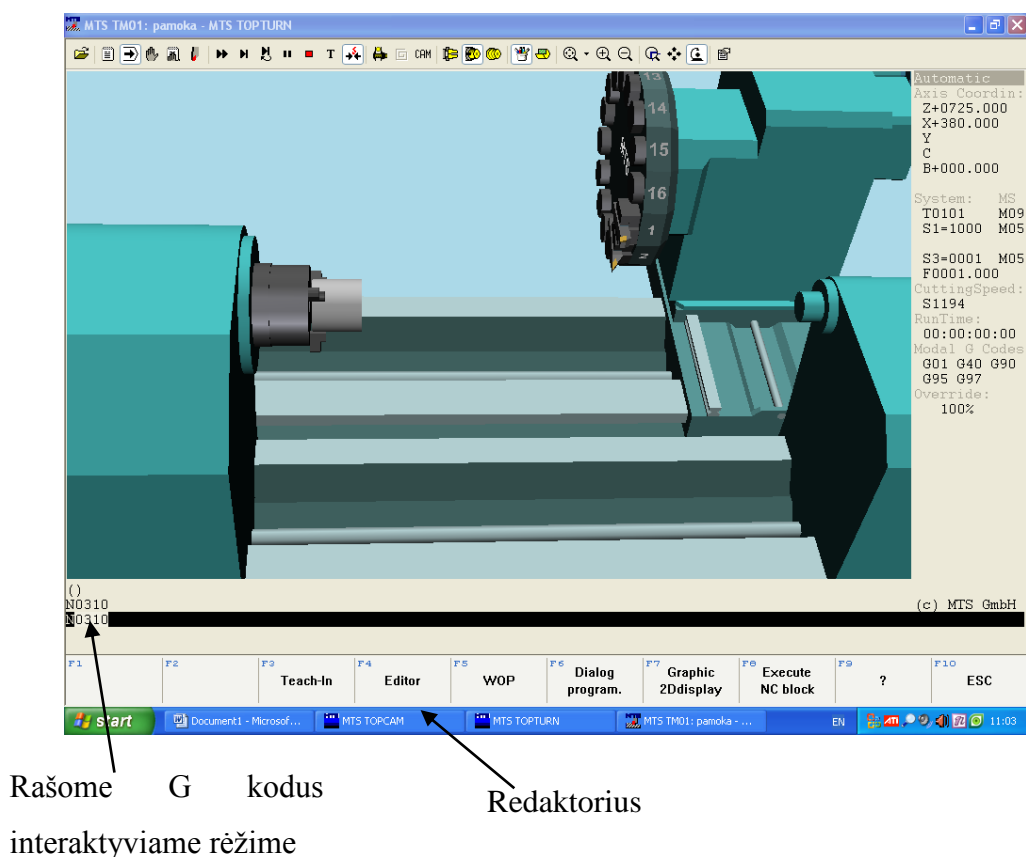 MTS TM01: pamoka - MTS TOPTURN
T CAM
13
14
15
16
1
2
Automatic
Axis Coordin:
Z+0725.000
X+380.000
Y
C
B+000.000
System: MS
T0101 M09
S1=1000 M05
S3=0001 M05
F0001.000
CuttingSpeed:
S1194
RunTime:
00:00:00:00
Modal G Codes
G01 G40 G90
G95 G97
Override:
100%
()
N0310 (c) MTS GmbH
N0310
F1 F2 F3 Teach-In F4 Editor F5 WOP F6 Dialog program. F7 Graphic 2Ddisplay F8 Execute NC block F9 ? F10 ESC
start Document1 - Microsof... MTS TOPCAM MTS TOPTURN MTS TM01: pamoka - ... EN ATI 11:03
Rašome G kodus
interaktyviame rėžime
Redaktorius